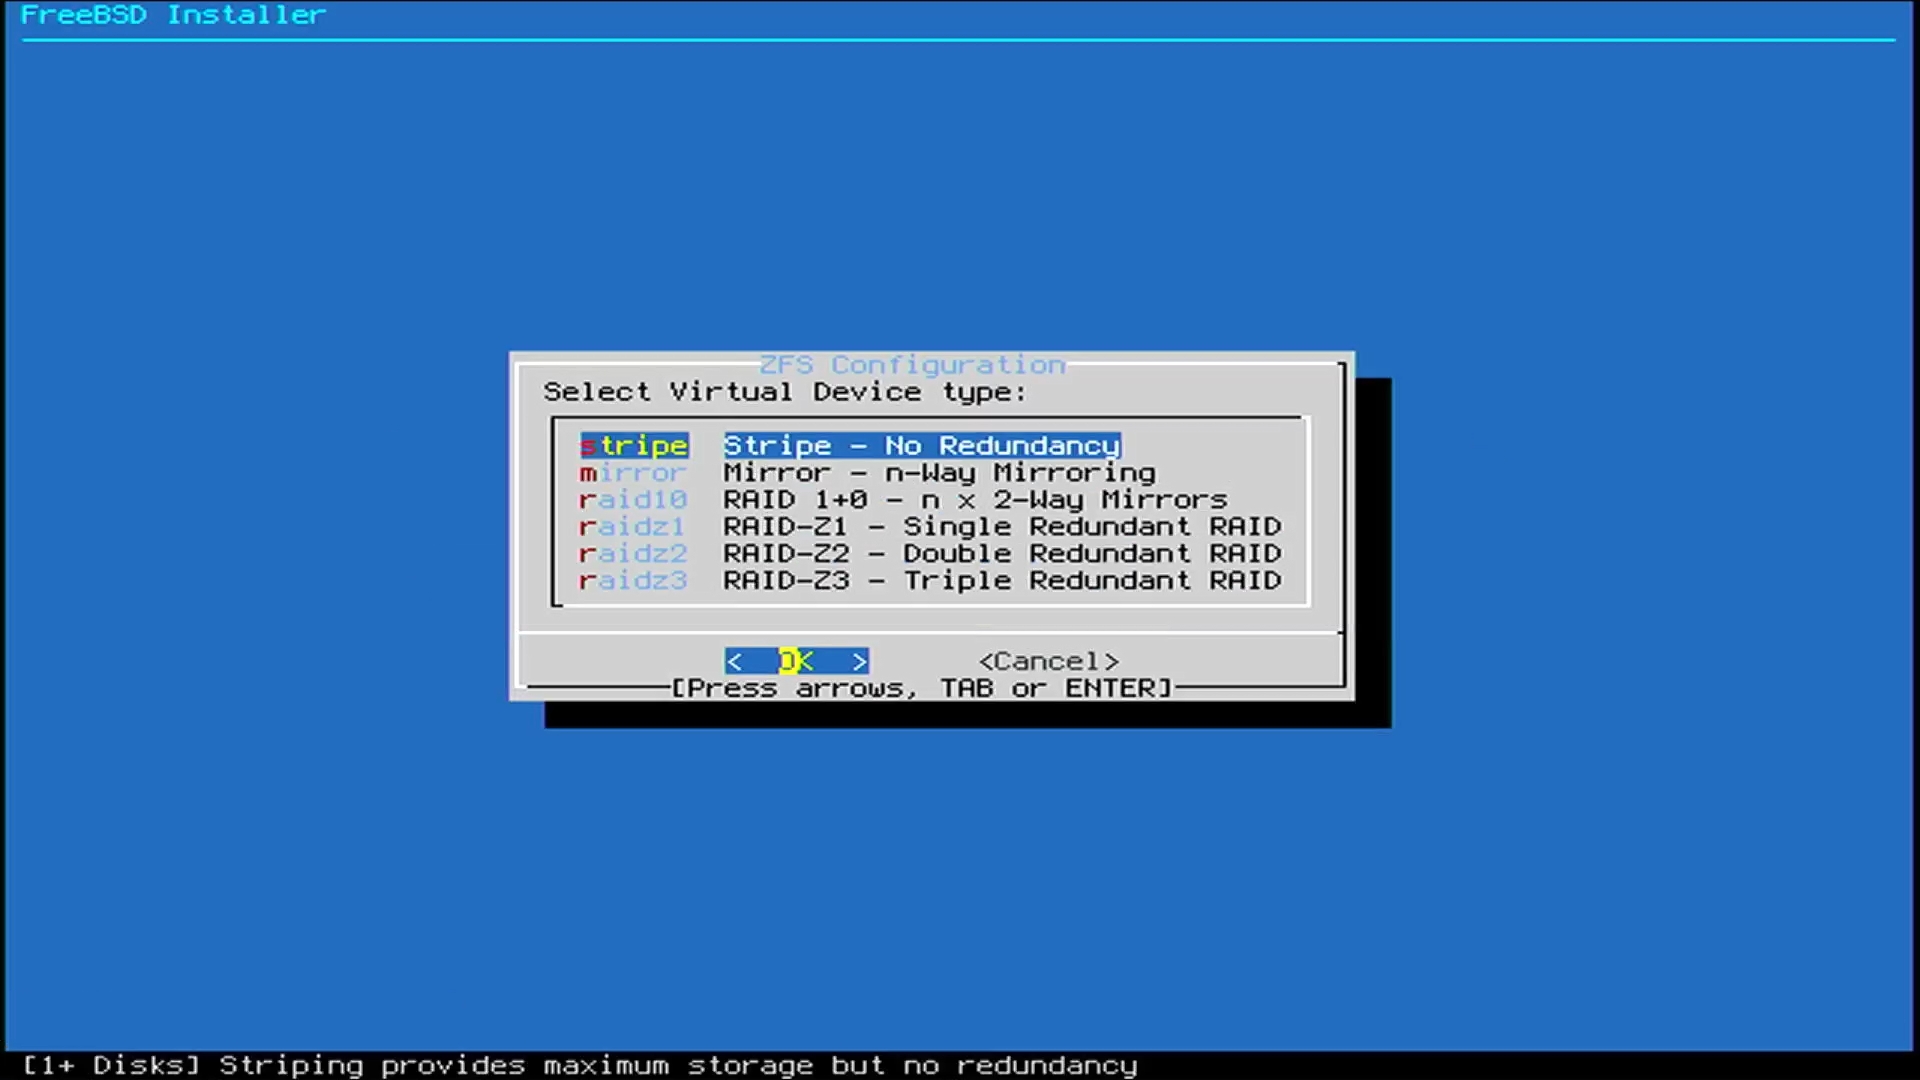 FreeBSD Installer
ZFS Configuration
Select Virtual Device type:
stripe Stripe - No Redundancy
mirror Mirror - n-Way Mirroring
raid10 RAID 1+0 - n x 2-Way Mirrors
raidz1 RAID-Z1 - Single Redundant RAID
raidz2 RAID-Z2 - Double Redundant RAID
raidz3 RAID-Z3 - Triple Redundant RAID
< OK > <Cancel>
[Press arrows, TAB or ENTER]
[1+ Disks] Striping provides maximum storage but no redundancy